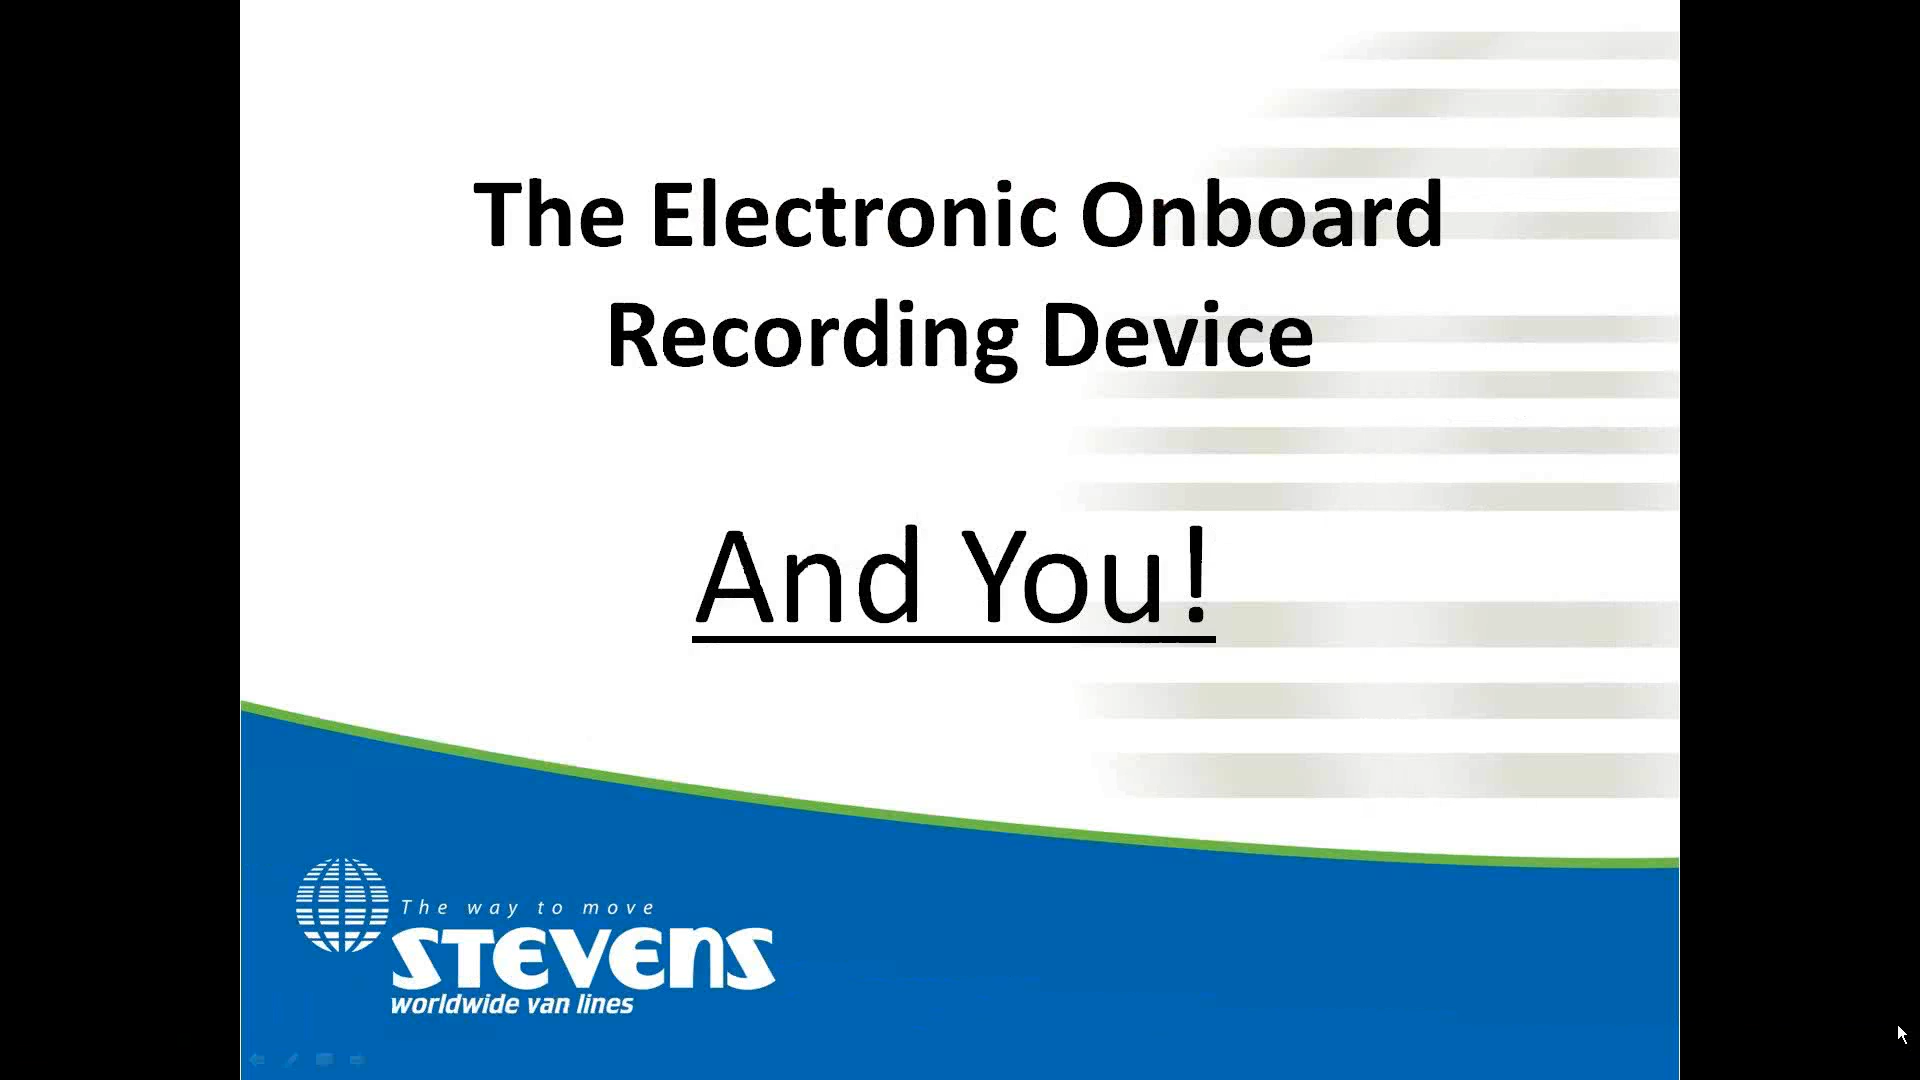 The Electronic Onboard
Recording Device
And You!
The way to move
STEVENS
worldwide van lines